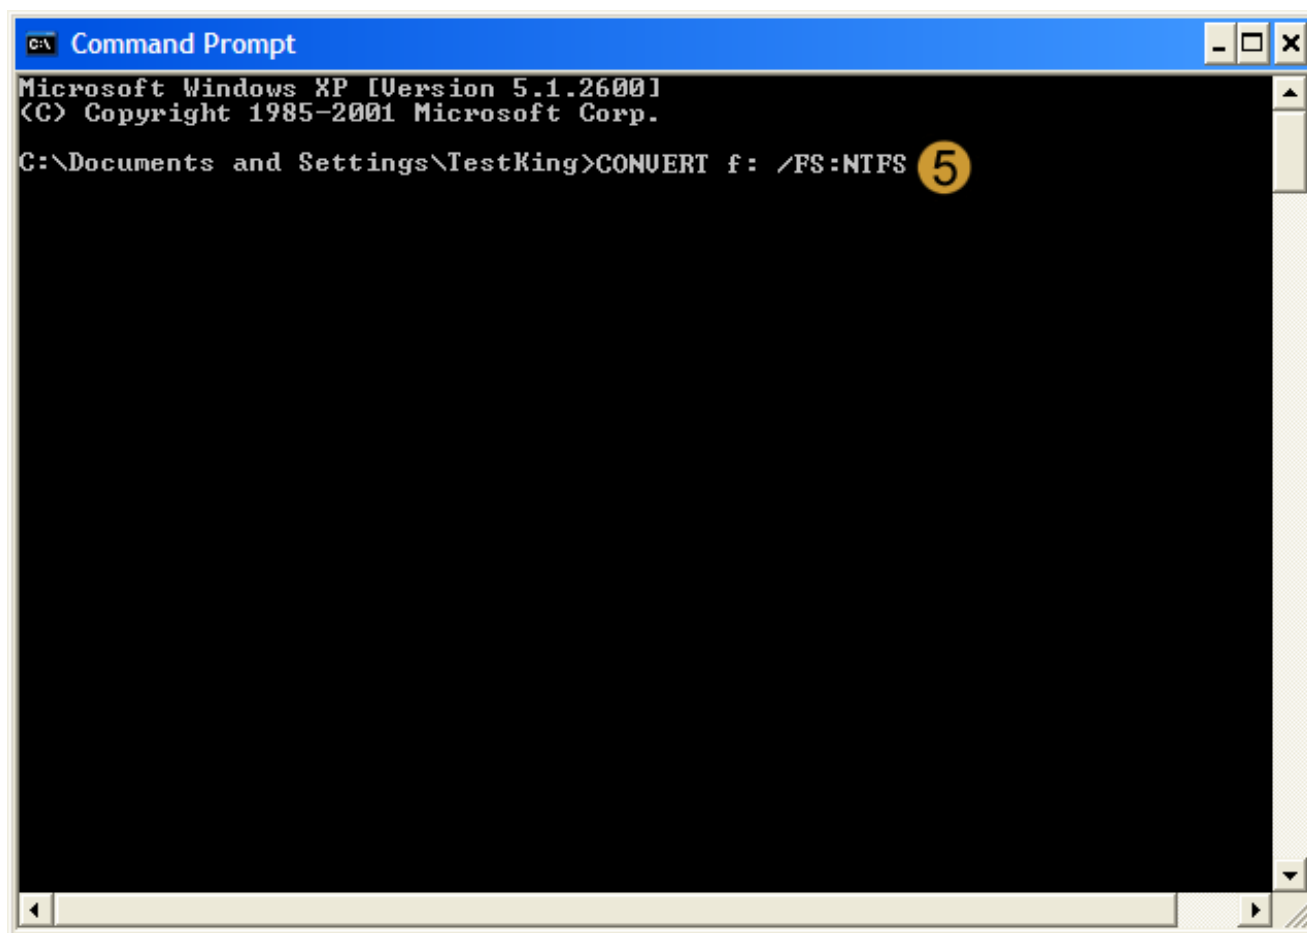 Command Prompt
Microsoft Windows XP [Version 5.1.2600]
(C) Copyright 1985-2001 Microsoft Corp.
C:\Documents and Settings\TestKing>CONVERT f: /FS:NTFS 5